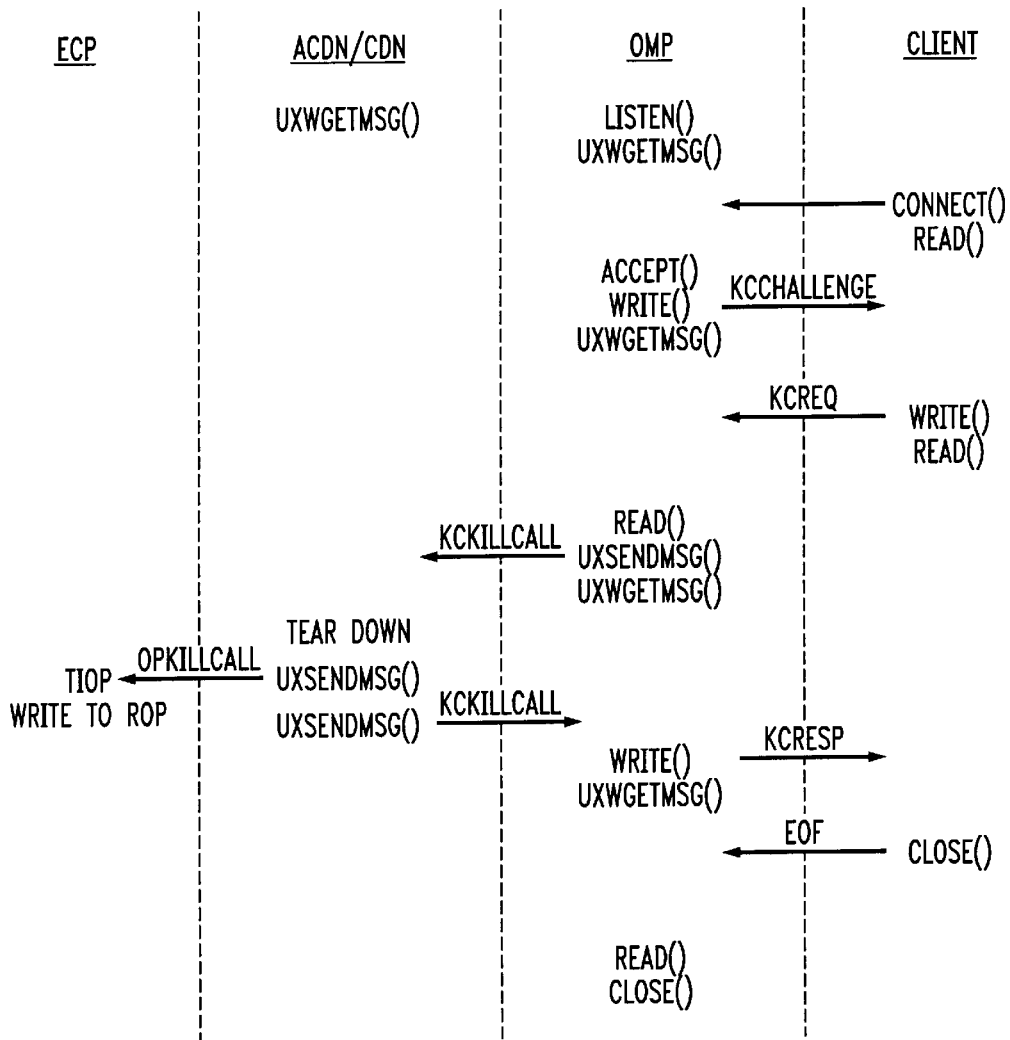 ECP ACDN/CDN OMP CLIENT
UXWGETMSG() LISTEN()
UXWGETMSG()
CONNECT()
READ()
ACCEPT()
WRITE() KCCHALLENGE
UXWGETMSG()
KCREQ WRITE()
READ()
READ()
KCKILLCALL UXSENDMSG()
UXWGETMSG()
TEAR DOWN
TIOP OPKILLCALL UXSENDMSG()
WRITE TO ROP
UXSENDMSG() KCKILLCALL
WRITE() KCRESP
UXWGETMSG()
EOF CLOSE()
READ()
CLOSE()